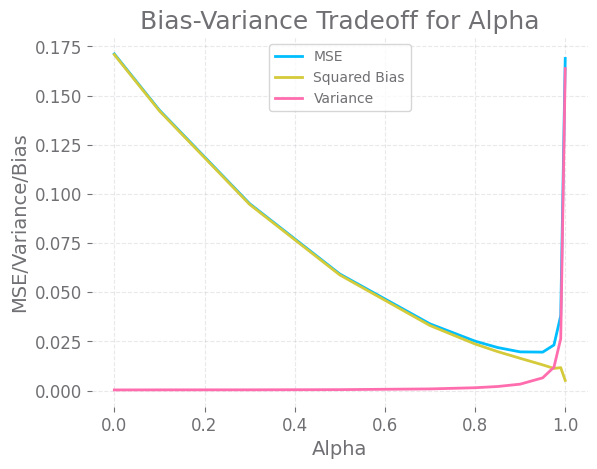 Bias-Variance Tradeoff for Alpha
MSE
Squared Bias
Variance
MSE/Variance/Bias
0.175
0.150
0.125
0.100
0.075
0.050
0.025
0.000
0.0 0.2 0.4 0.6 0.8 1.0
Alpha